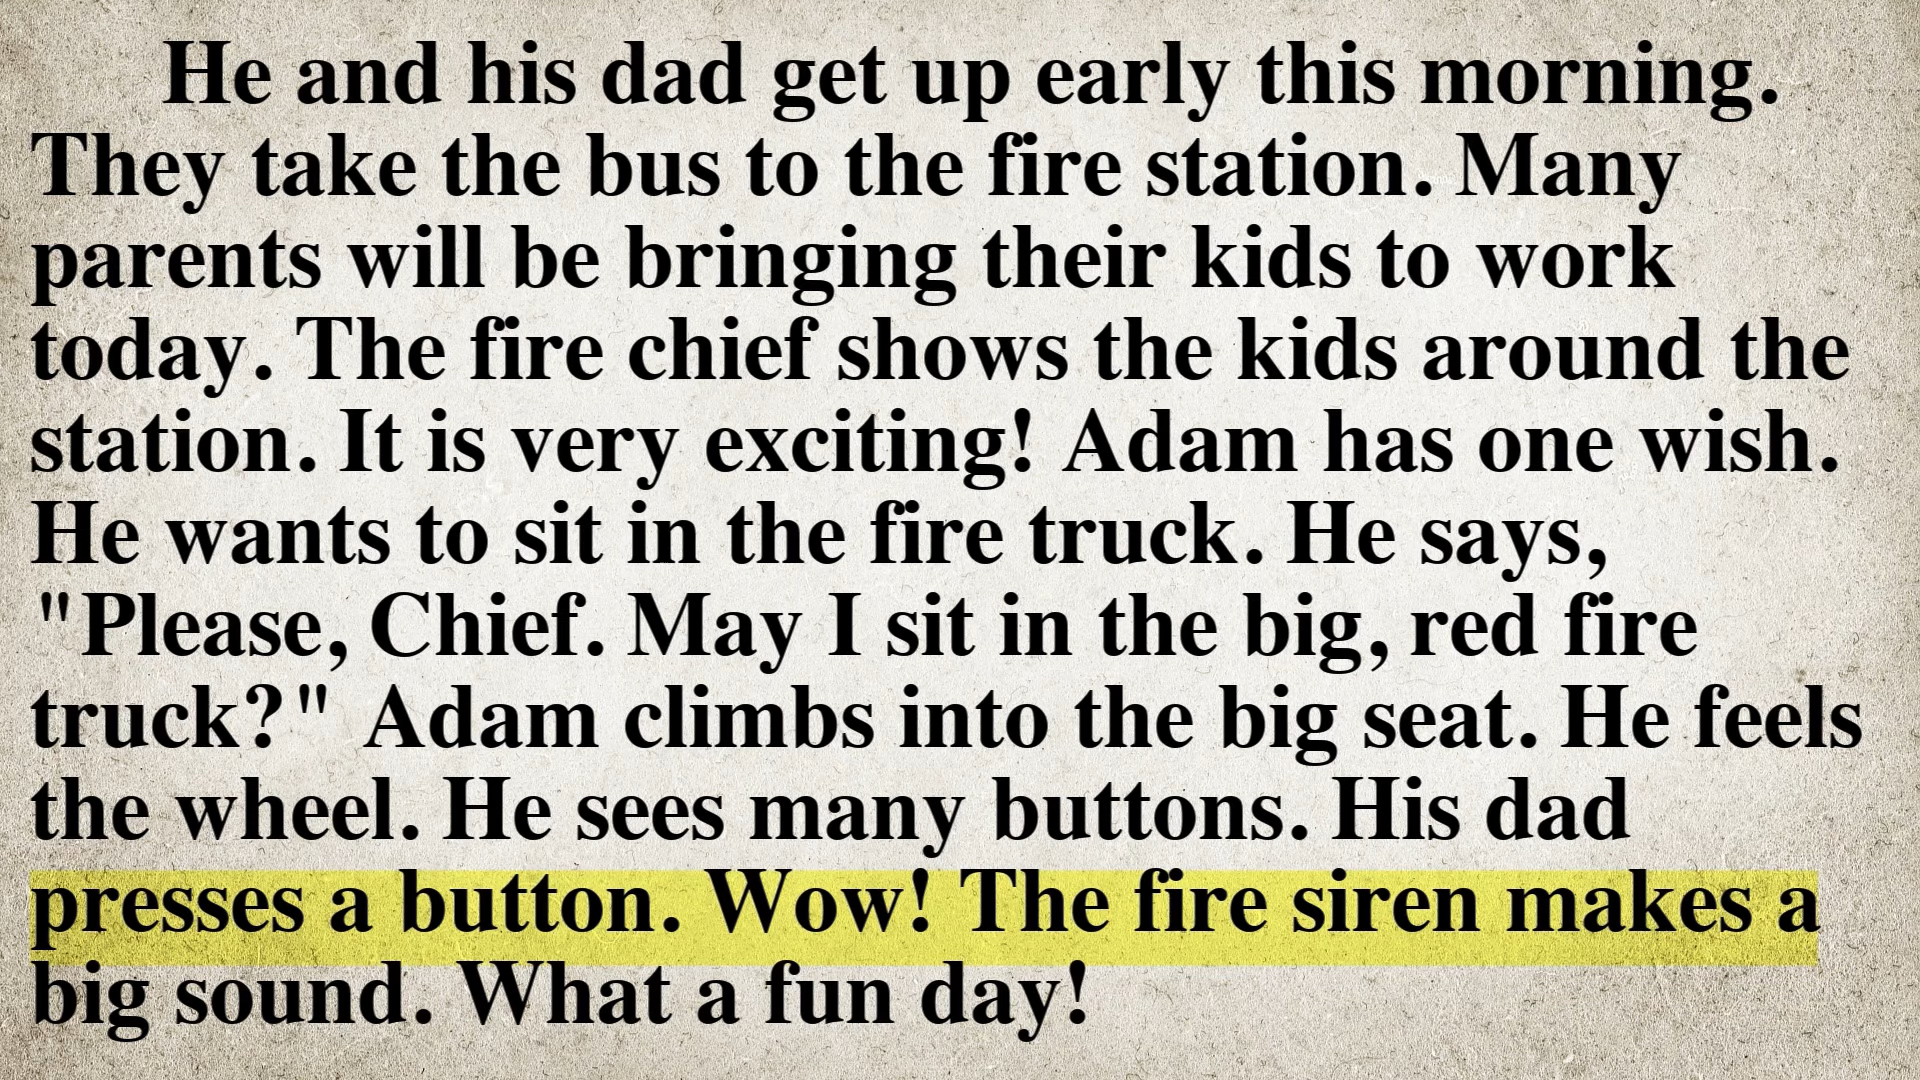 He and his dad get up early this morning.
They take the bus to the fire station. Many
parents will be bringing their kids to work
today. The fire chief shows the kids around the
station. It is very exciting! Adam has one wish.
He wants to sit in the fire truck. He says,
"Please, Chief. May I sit in the big, red fire
truck?" Adam climbs into the big seat. He feels
the wheel. He sees many buttons. His dad
presses a button. Wow! The fire siren makes a
big sound. What a fun day!